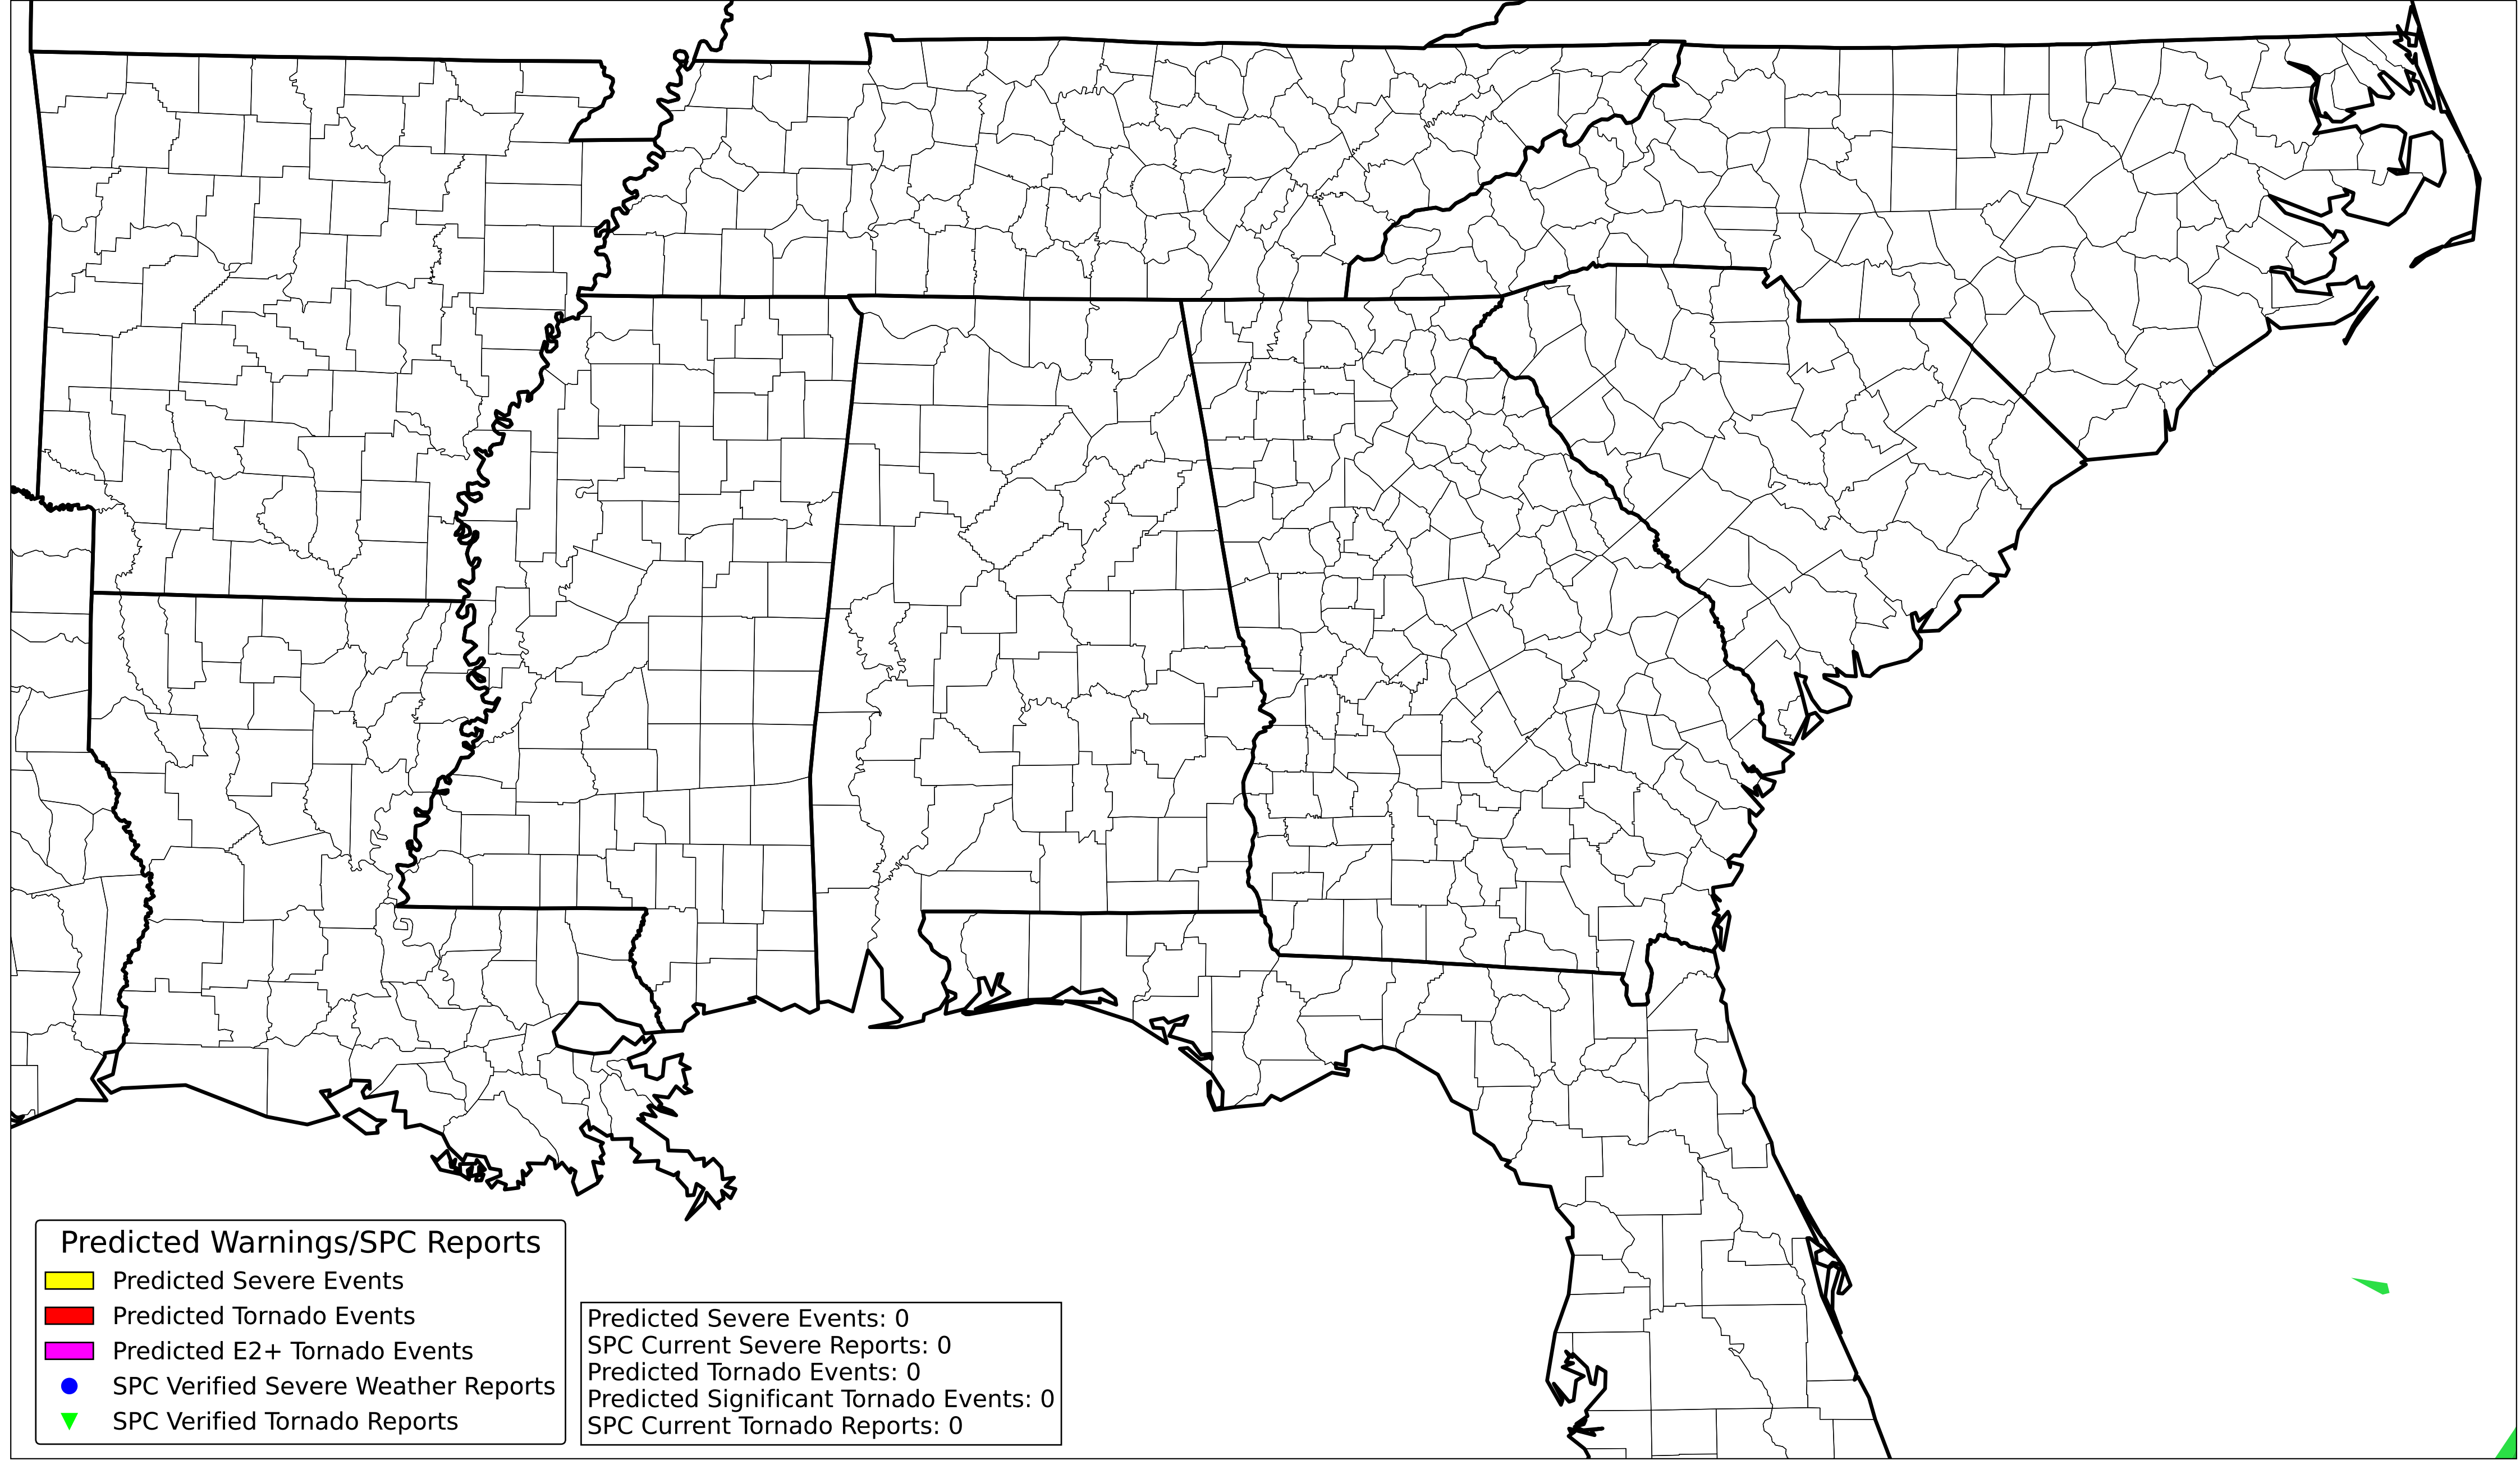 Predicted Warnings/SPC Reports
Predicted Severe Events
Predicted Tornado Events
Predicted E2+ Tornado Events
SPC Verified Severe Weather Reports
SPC Verified Tornado Reports
Predicted Severe Events: 0
SPC Current Severe Reports: 0
Predicted Tornado Events: 0
Predicted Significant Tornado Events: 0
SPC Current Tornado Reports: 0